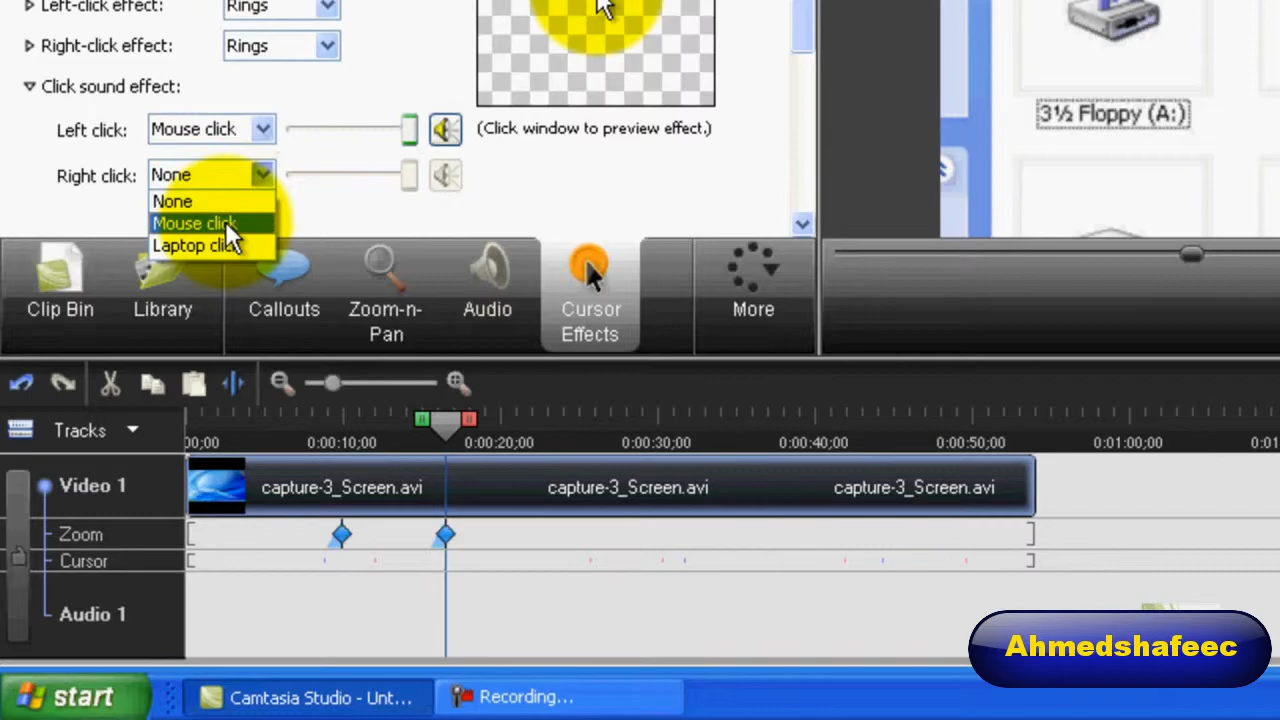 Left-click effect: Rings
Right-click effect: Rings
Click sound effect:
Left click: Mouse click
(Click window to preview effect.)
Right click: None
None
Mouse click
Laptop click
3½ Floppy (A:)
Clip Bin
Library
Callouts
Zoom-n-
Pan
Audio
Cursor
Effects
More
Tracks
00;00 0:00:10;00 0:00:20;00 0:00:30;00 0:00:40;00 0:00:50;00 0:01:00;00 0:01
Video 1 capture-3_Screen.avi capture-3_Screen.avi capture-3_Screen.avi
Zoom
Cursor
Audio 1
Ahmedshafeec
start Camtasia Studio - Unt... Recording...